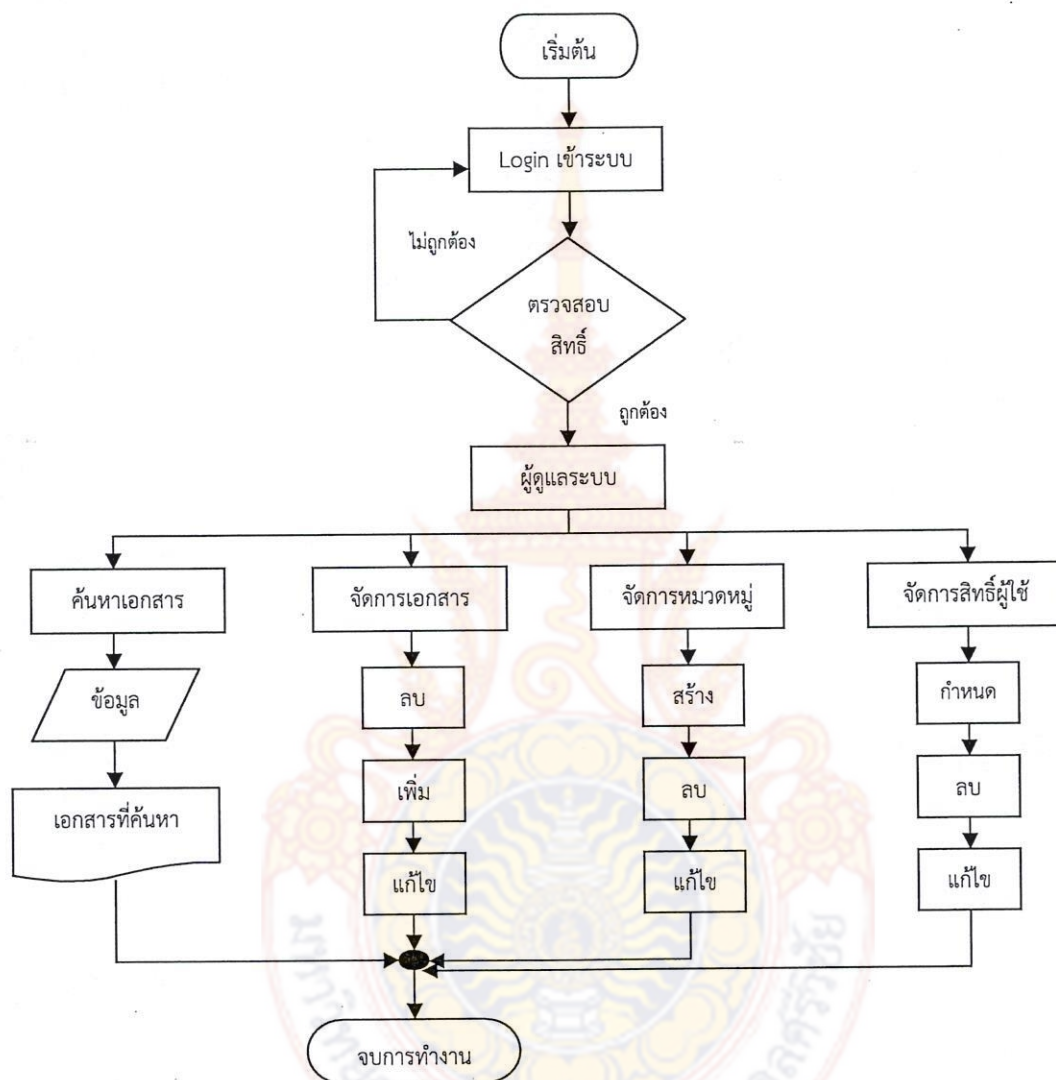 เริ่มต้น
Login เข้าระบบ
ไม่ถูกต้อง
ตรวจสอบ
สิทธิ์
ถูกต้อง
ผู้ดูแลระบบ
ค้นหาเอกสาร
จัดการเอกสาร
จัดการหมวดหมู่
จัดการสิทธิ์ผู้ใช้
ข้อมูล
ลบ
สร้าง
กำหนด
เอกสารที่ค้นหา
เพิ่ม
ลบ
ลบ
แก้ไข
แก้ไข
แก้ไข
จบการทำงาน